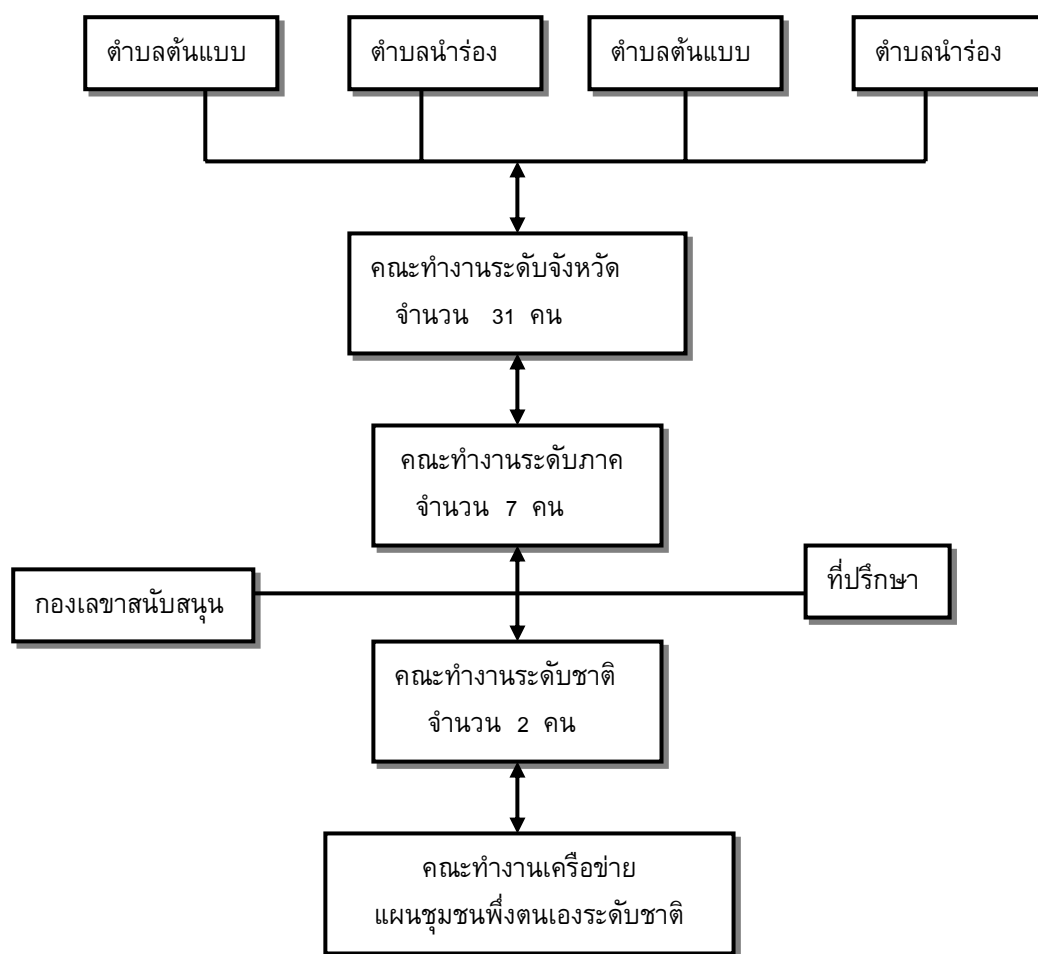 ตำบลต้นแบบ
ตำบลนำร่อง
ตำบลต้นแบบ
ตำบลนำร่อง
คณะทำงานระดับจังหวัด
จำนวน 31 คน
คณะทำงานระดับภาค
จำนวน 7 คน
กองเลขาสนับสนุน
ที่ปรึกษา
คณะทำงานระดับชาติ
จำนวน 2 คน
คณะทำงานเครือข่าย
แผนชุมชนพึ่งตนเองระดับชาติ